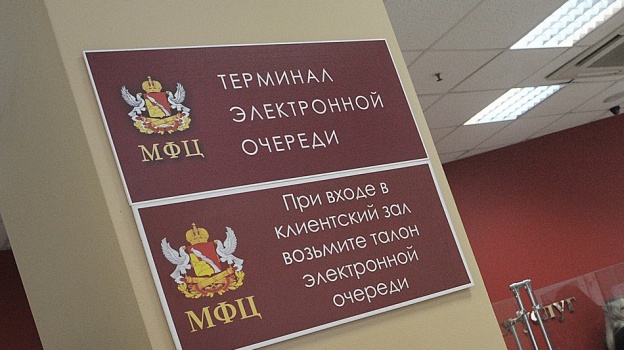 ТЕРМИНАЛ
ЭЛЕКТРОННОЙ
ОЧЕРЕДИ
МФЦ
При входе в
клиентский зал
возьмите талон
электронной
очереди
МФЦ